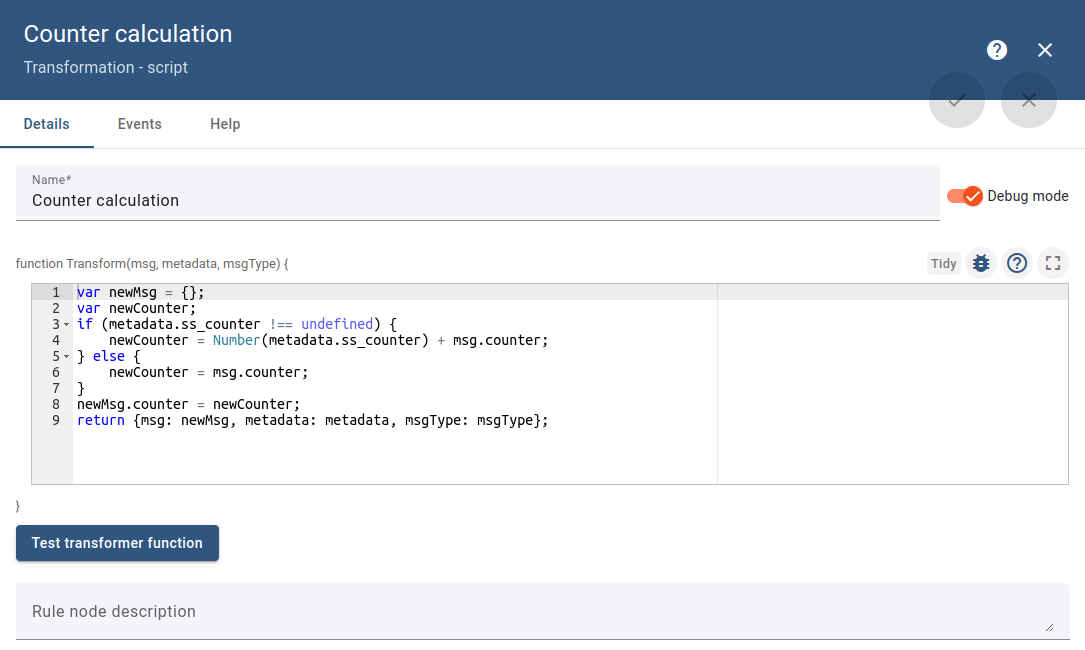 Counter calculation
Transformation - script
Details
Events
Help
Name*
Counter calculation
Debug mode
function Transform(msg, metadata, msgType) {
Tidy
1 var newMsg = {};
2 var newCounter;
3 if (metadata.ss_counter !== undefined) {
4     newCounter = Number(metadata.ss_counter) + msg.counter;
5 } else {
6     newCounter = msg.counter;
7 }
8 newMsg.counter = newCounter;
9 return {msg: newMsg, metadata: metadata, msgType: msgType};
}
Test transformer function
Rule node description